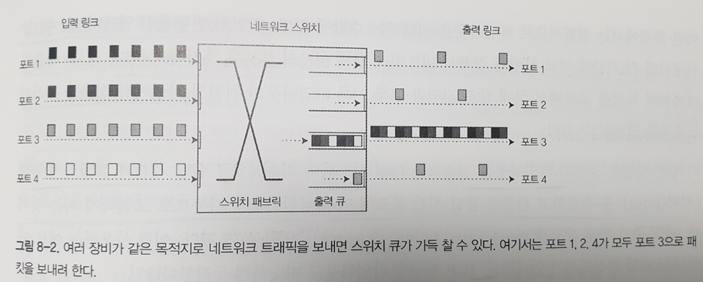 입력 링크
네트워크 스위치
출력 링크
포트 1
포트 1
포트 2
포트 2
포트 3
포트 3
포트 4
포트 4
스위치 패브릭
출력 큐
그림 8-2. 여러 장비가 같은 목적지로 네트워크 트래픽을 보내면 스위치 큐가 가득 찰 수 있다. 여기서는 포트 1, 2, 4가 모두 포트 3으로 패
킷을 보내려 한다.